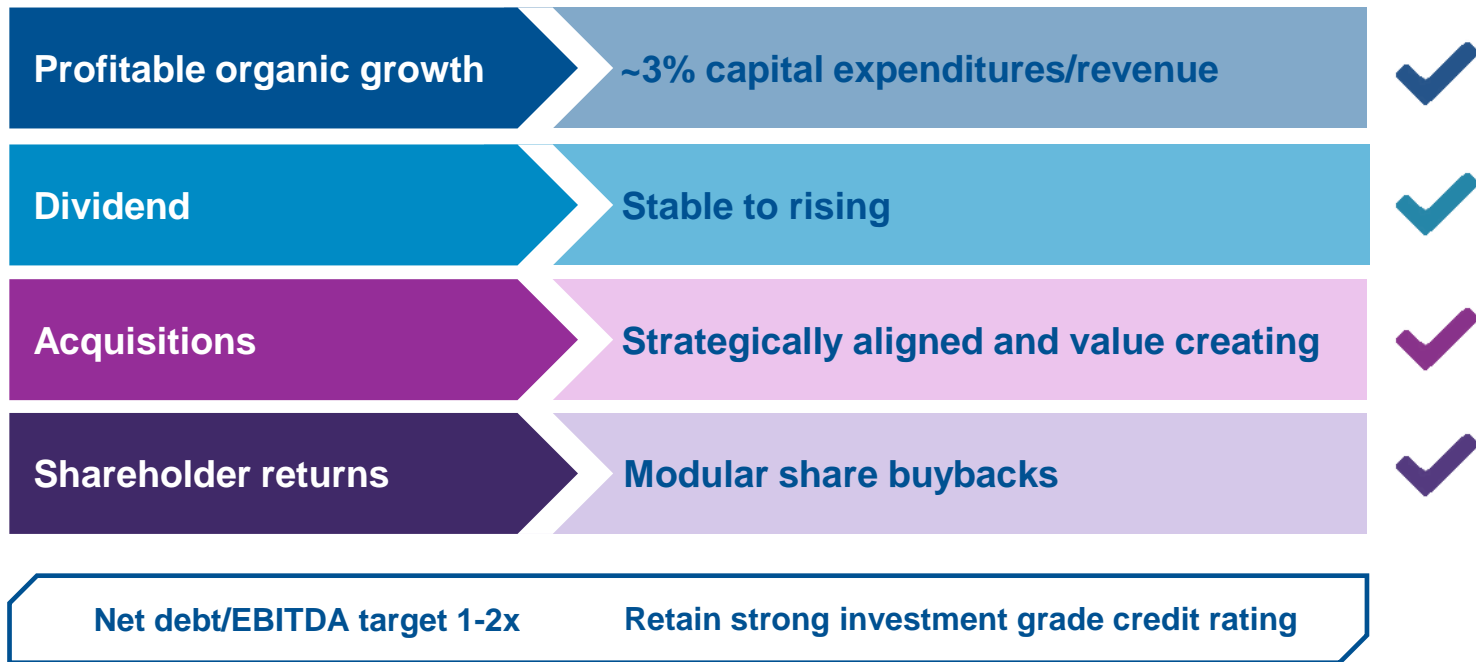 Profitable organic growth
~3% capital expenditures/revenue
Dividend
Stable to rising
Acquisitions
Strategically aligned and value creating
Shareholder returns
Modular share buybacks
Net debt/EBITDA target 1-2x
Retain strong investment grade credit rating